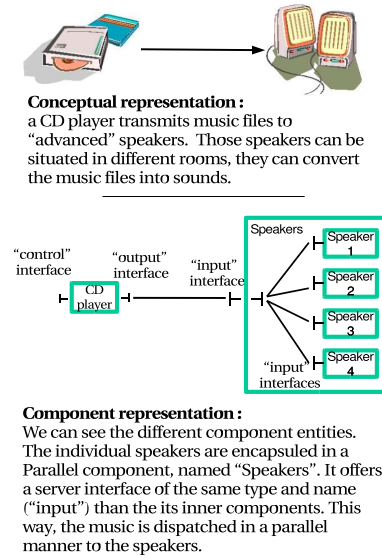 Conceptual representation :
a CD player transmits music files to
“advanced” speakers.  Those speakers can be
situated in different rooms, they can convert
the music files into sounds.
Speakers
Speaker
1
“control”
interface
“output”
interface
“input”
interface
CD
player
Speaker
2
Speaker
3
Speaker
4
“input”
interfaces
Component representation :
We can see the different component entities.
The individual speakers are encapsuled in a
Parallel component, named “Speakers”. It offers
a server interface of the same type and name
(“input”) than the its inner components. This
way, the music is dispatched in a parallel
manner to the speakers.